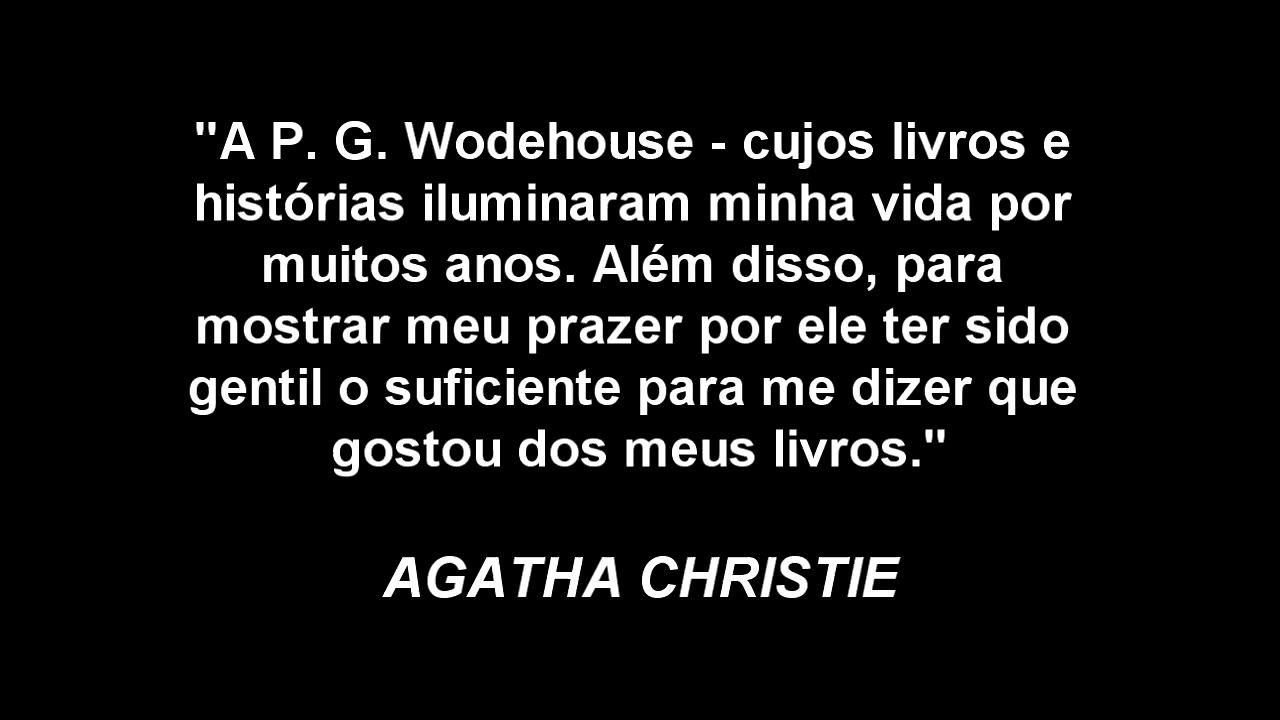 "A P. G. Wodehouse - cujos livros e
histórias iluminaram minha vida por
muitos anos. Além disso, para
mostrar meu prazer por ele ter sido
gentil o suficiente para me dizer que
gostou dos meus livros."
AGATHA CHRISTIE